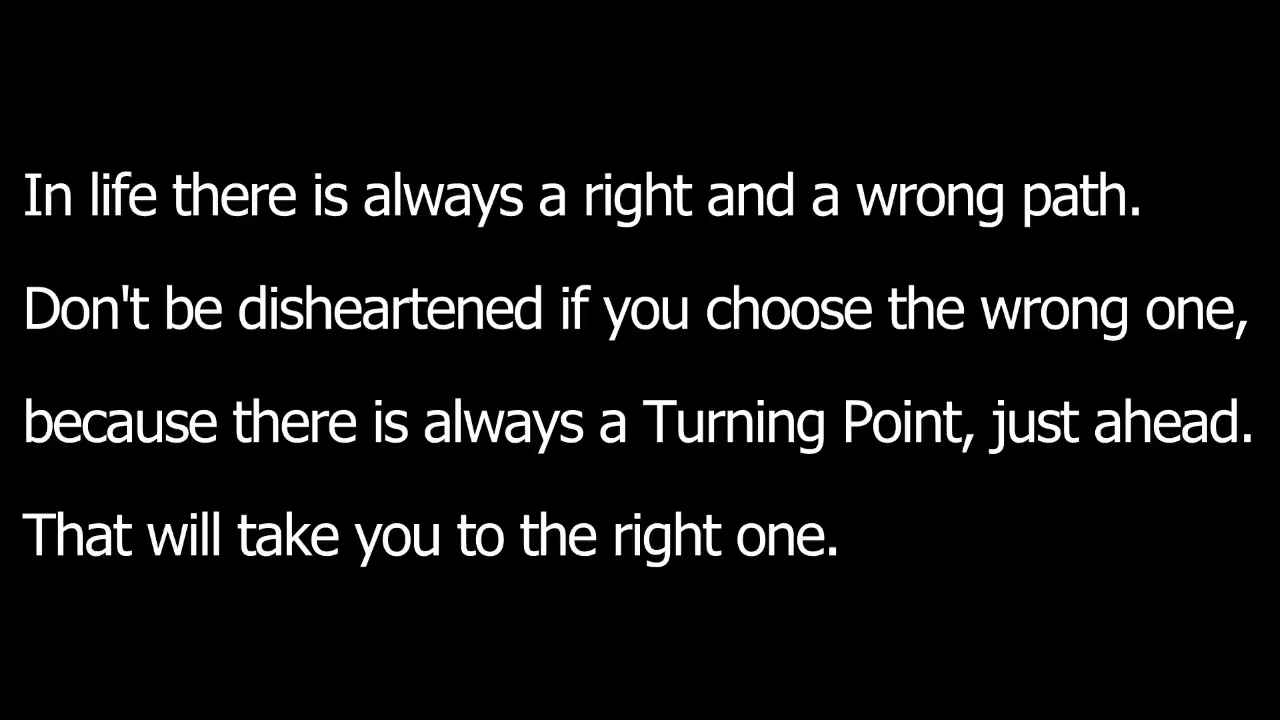 In life there is always a right and a wrong path.
Don't be disheartened if you choose the wrong one,
because there is always a Turning Point, just ahead.
That will take you to the right one.